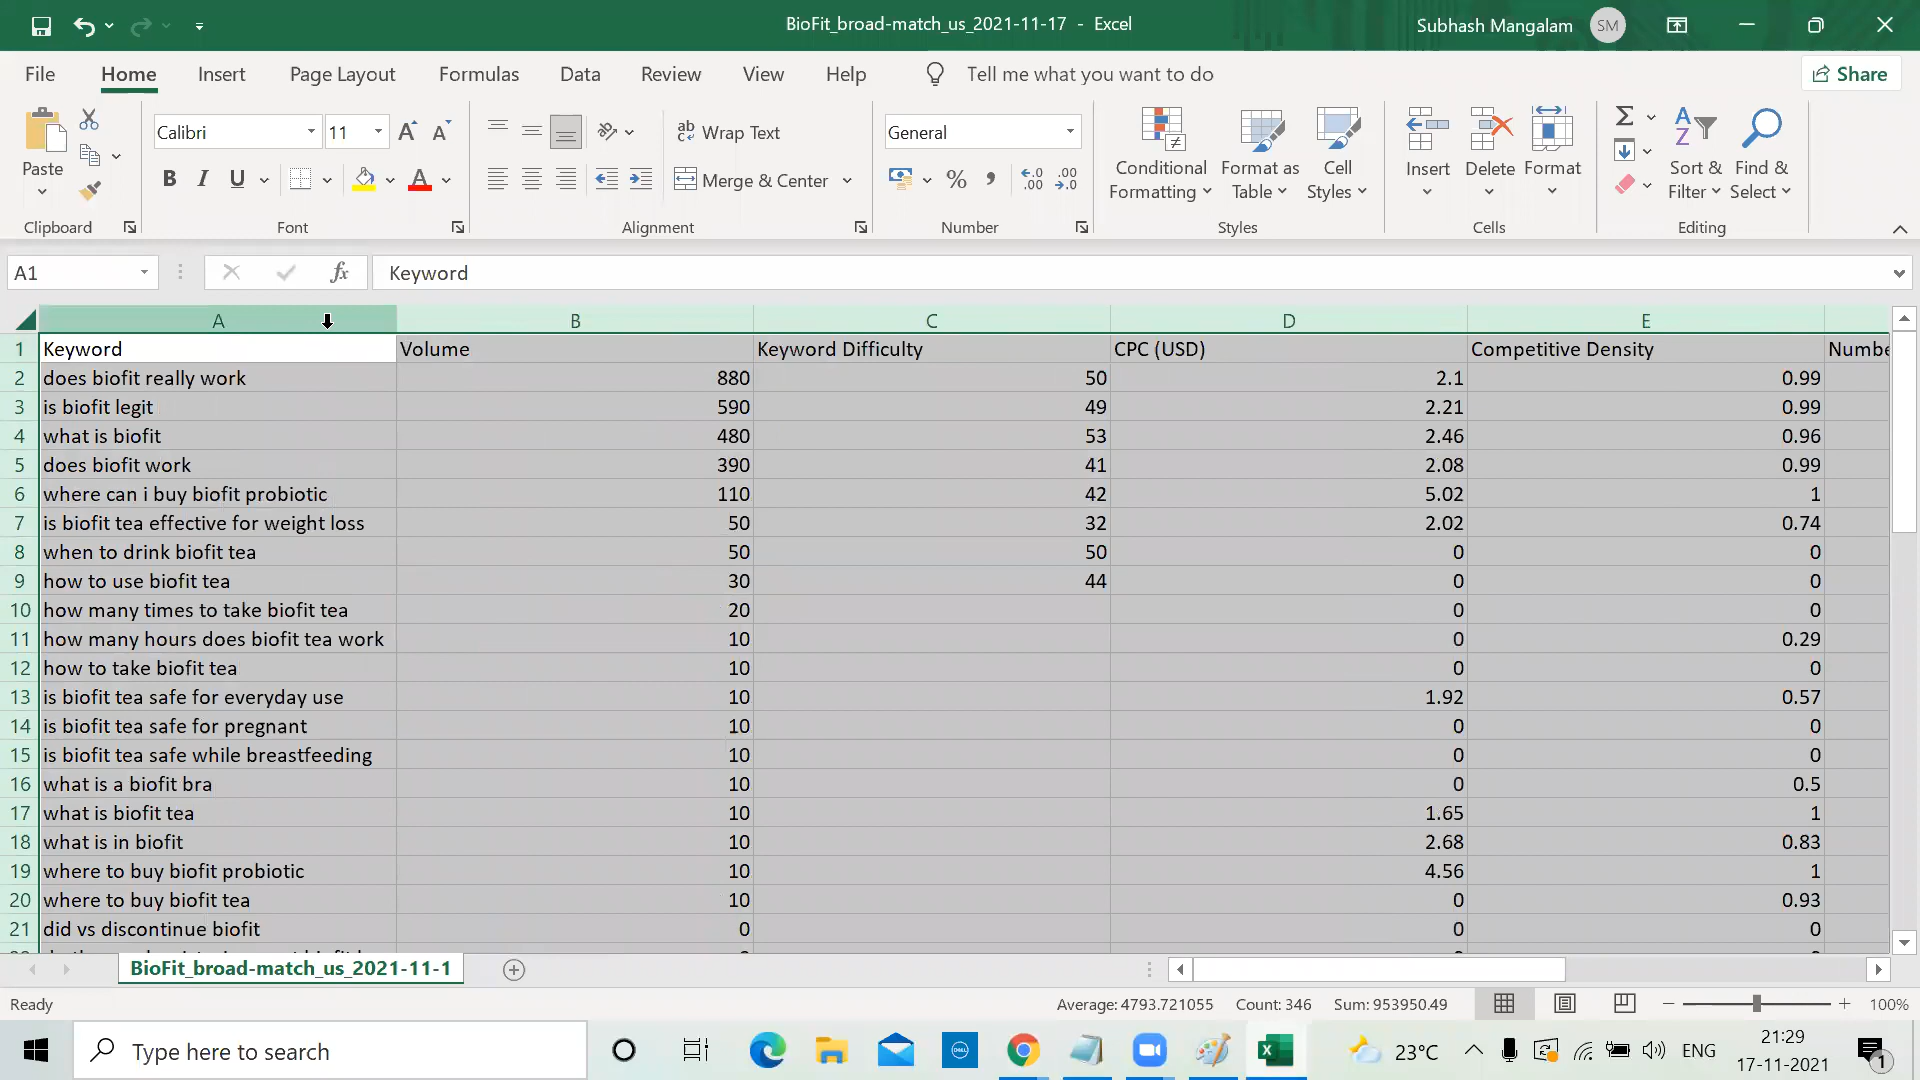 BioFit_broad-match_us_2021-11-17 - Excel
Subhash Mangalam SM
File Home Insert Page Layout Formulas Data Review View Help Tell me what you want to do Share
Paste
Calibri 11
B I U
ab Wrap Text
Merge & Center
General
Conditional Formatting
Format as Table
Cell Styles
Insert Delete Format
Sort & Filter
Find & Select
Clipboard Font Alignment Number Styles Cells Editing
A1 fx Keyword
A B C D E
1 Keyword Volume Keyword Difficulty CPC (USD) Competitive Density Numbe
2 does biofit really work 880 50 2.1 0.99
3 is biofit legit 590 49 2.21 0.99
4 what is biofit 480 53 2.46 0.96
5 does biofit work 390 41 2.08 0.99
6 where can i buy biofit probiotic 110 42 5.02 1
7 is biofit tea effective for weight loss 50 32 2.02 0.74
8 when to drink biofit tea 50 50 0 0
9 how to use biofit tea 30 44 0 0
10 how many times to take biofit tea 20 0 0
11 how many hours does biofit tea work 10 0 0.29
12 how to take biofit tea 10 0 0
13 is biofit tea safe for everyday use 10 1.92 0.57
14 is biofit tea safe for pregnant 10 0 0
15 is biofit tea safe while breastfeeding 10 0 0
16 what is a biofit bra 10 0 0.5
17 what is biofit tea 10 1.65 1
18 what is in biofit 10 2.68 0.83
19 where to buy biofit probiotic 10 4.56 1
20 where to buy biofit tea 10 0 0.93
21 did vs discontinue biofit 0 0 0
BioFit_broad-match_us_2021-11-1
Ready Average: 4793.721055 Count: 346 Sum: 953950.49 100%
Type here to search
23°C ENG
21:29
17-11-2021
1